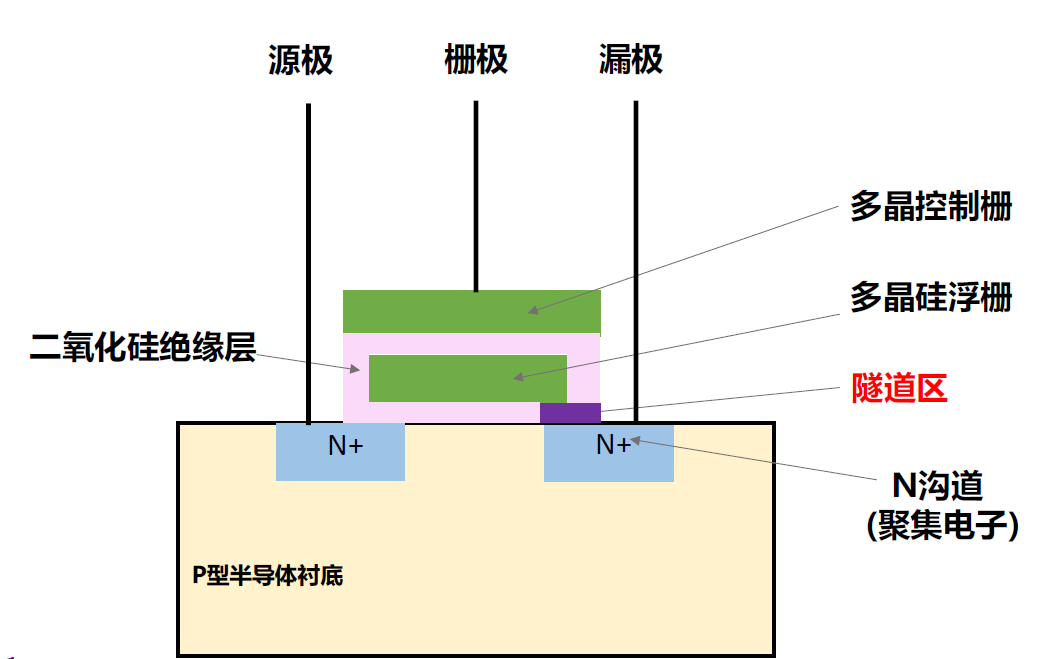 源极
栅极
漏极
多晶控制栅
多晶硅浮栅
二氧化硅绝缘层
隧道区
N+
N+
N沟道
(聚集电子)
P型半导体衬底